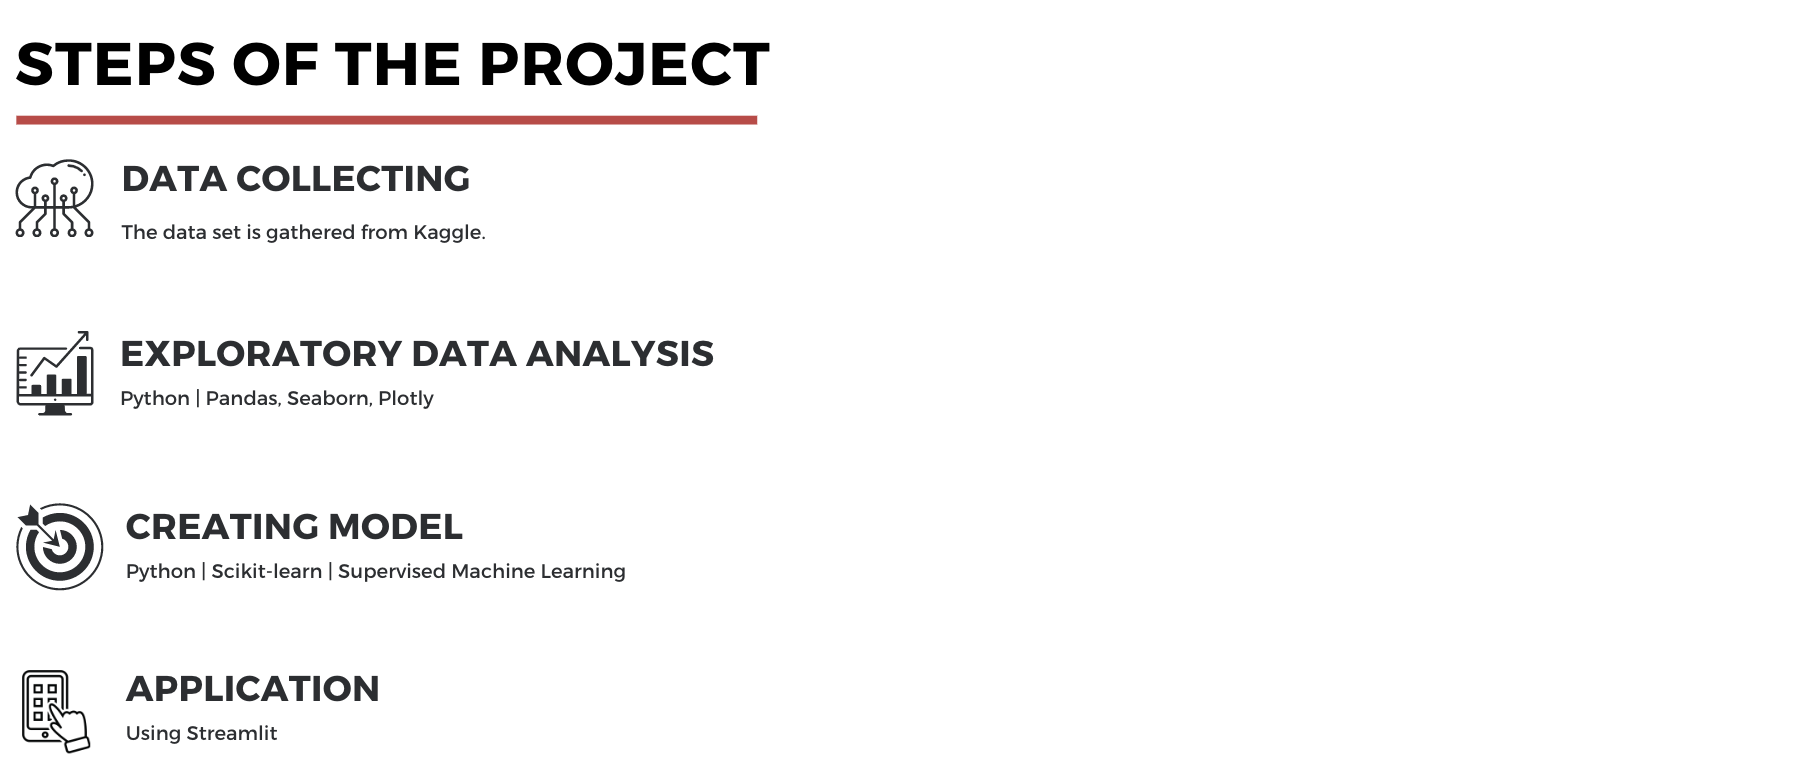 STEPS OF THE PROJECT
DATA COLLECTING
The data set is gathered from Kaggle.
EXPLORATORY DATA ANALYSIS
Python | Pandas, Seaborn, Plotly
CREATING MODEL
Python | Scikit-learn | Supervised Machine Learning
APPLICATION
Using Streamlit